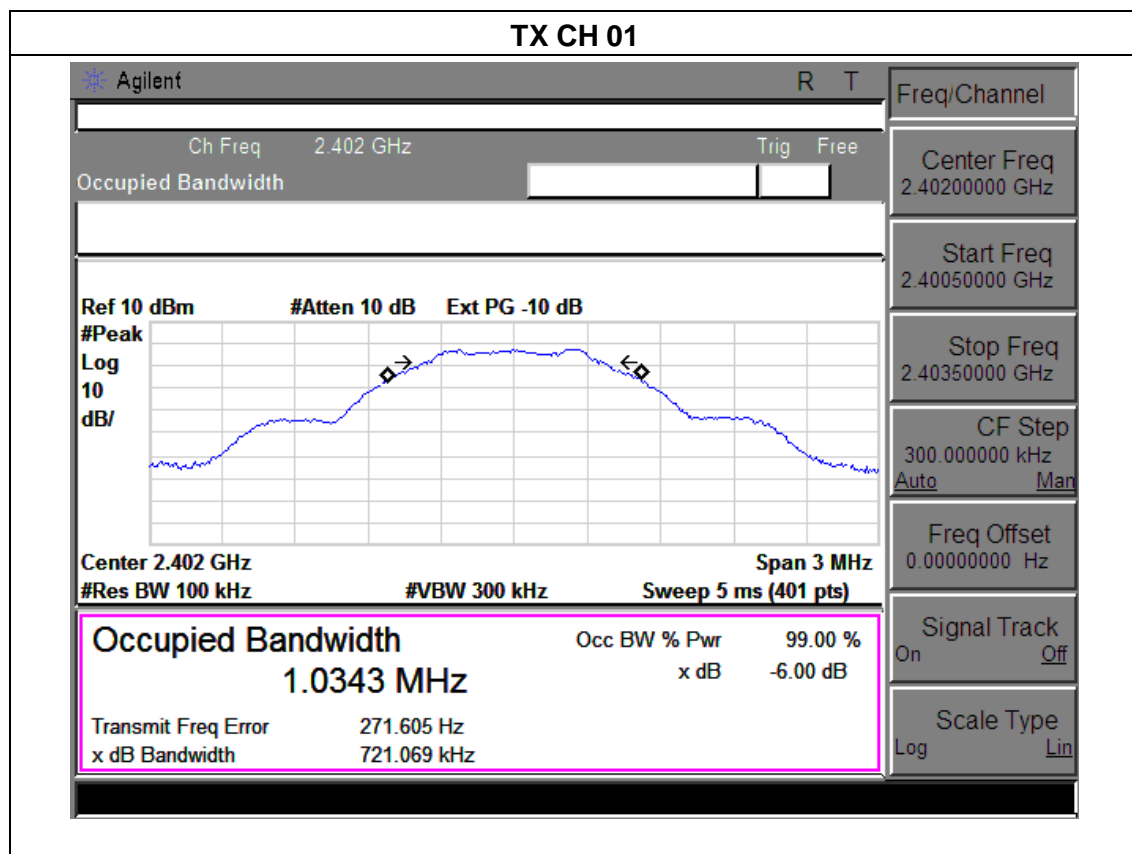 TX CH 01
Agilent R T
Freq/Channel
Ch Freq 2.402 GHz Trig Free
Occupied Bandwidth
Center Freq
2.40200000 GHz
Start Freq
2.40050000 GHz
Stop Freq
2.40350000 GHz
CF Step
300.000000 kHz
Auto Man
Freq Offset
0.00000000 Hz
Signal Track
On Off
Scale Type
Log Lin
Ref 10 dBm #Atten 10 dB Ext PG -10 dB
#Peak
Log
10
dB/
Center 2.402 GHz Span 3 MHz
#Res BW 100 kHz #VBW 300 kHz Sweep 5 ms (401 pts)
Occupied Bandwidth Occ BW % Pwr 99.00 %
1.0343 MHz x dB -6.00 dB
Transmit Freq Error 271.605 Hz
x dB Bandwidth 721.069 kHz